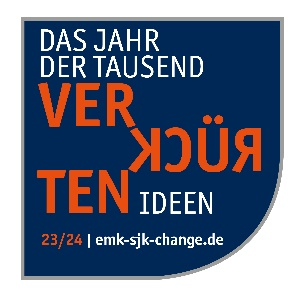 DAS JAHR
DER TAUSEND
VER
RÜCK
TEN IDEEN
23/24 | emk-sjk-change.de